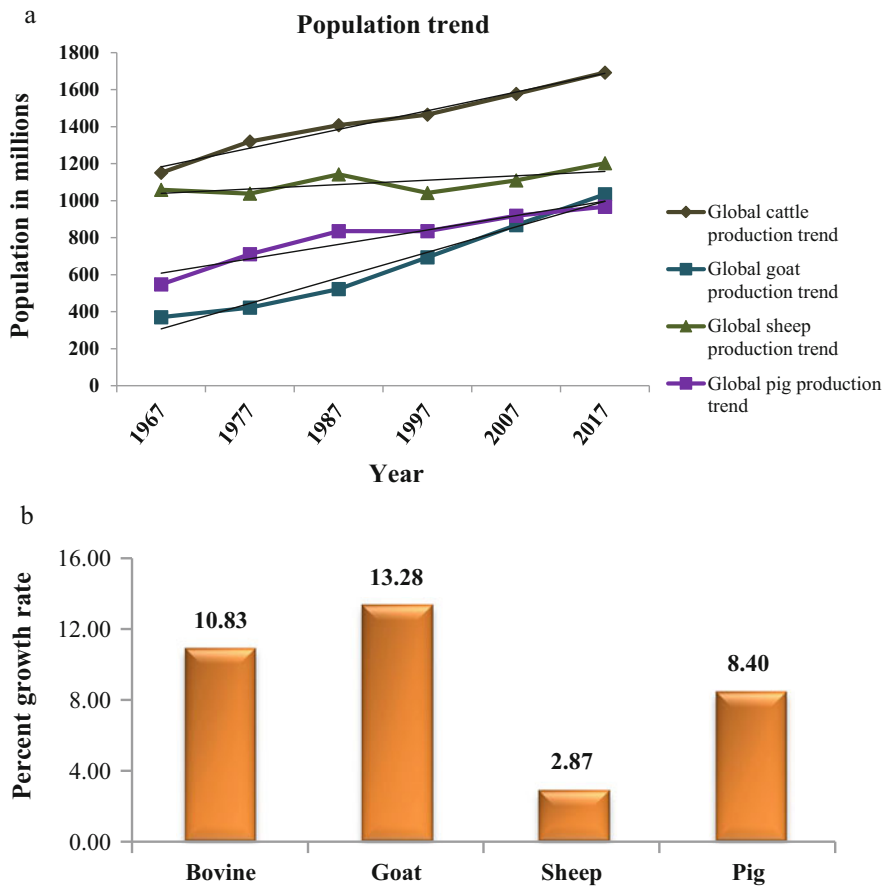 a
Population trend
1800
1600
1400
1200
1000
800
600
400
200
0
Population in millions
1967
1977
1987
1997
2007
2017
Year
Global cattle
production trend
Global goat
production trend
Global sheep
production trend
Global pig production
trend
b
16.00
12.00
8.00
4.00
0.00
Percent growth rate
10.83
13.28
2.87
8.40
Bovine
Goat
Sheep
Pig